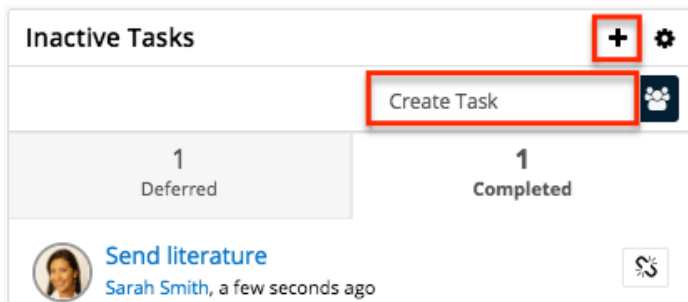 Inactive Tasks
Create Task
1
Deferred
1
Completed
Send literature
Sarah Smith, a few seconds ago